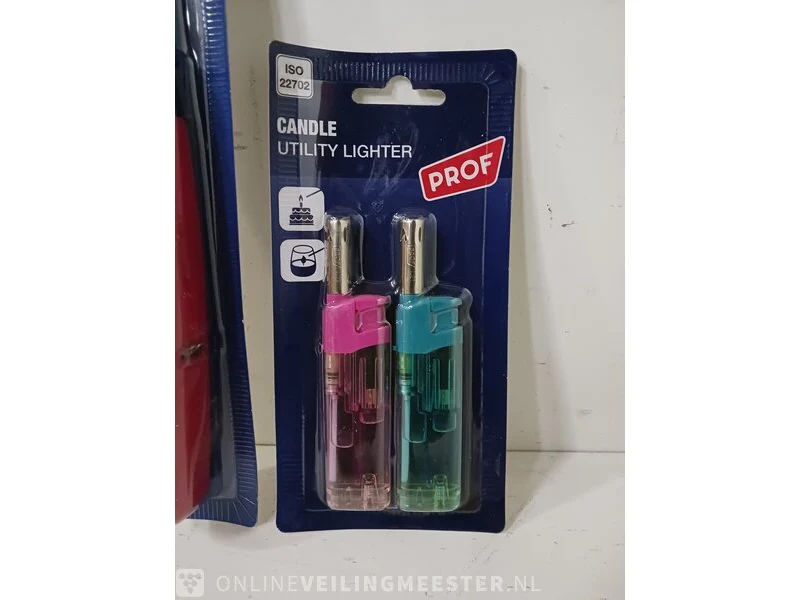 ISO
22702
CANDLE
UTILITY LIGHTER
PROF
ONLINEVEILINGMEESTER.NL